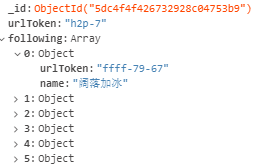 _id: ObjectId("5dc4f4f426732928c04753b9")
urlToken: "h2p-7"
following: Array
0: Object
urlToken: "ffff-79-67"
name: "阔落加冰"
1: Object
2: Object
3: Object
4: Object
5: Object